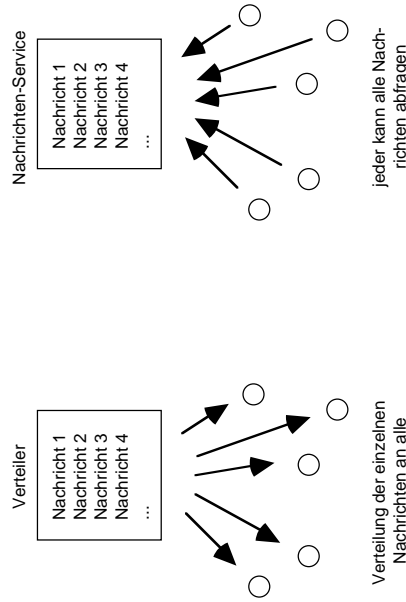 Verteiler
Nachricht 1
Nachricht 2
Nachricht 3
Nachricht 4
...
Verteilung der einzelnen
Nachrichten an alle
Nachrichten-Service
Nachricht 1
Nachricht 2
Nachricht 3
Nachricht 4
...
jeder kann alle Nach-
richten abfragen